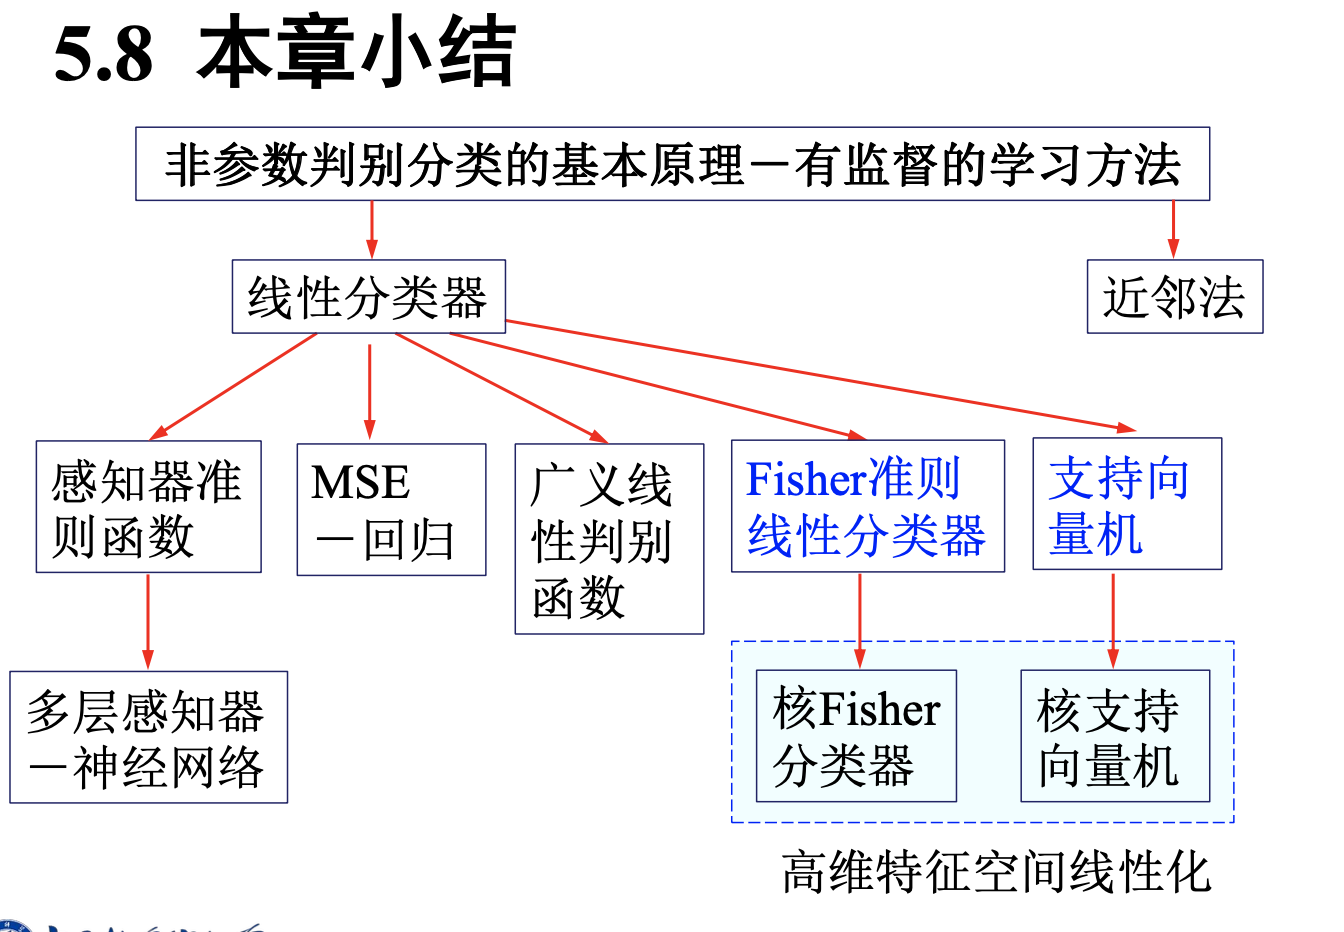 5.8 本章小结
非参数判别分类的基本原理－有监督的学习方法
线性分类器
近邻法
感知器准
则函数
MSE
－回归
广义线
性判别
函数
Fisher准则
线性分类器
支持向
量机
多层感知器
－神经网络
核Fisher
分类器
核支持
向量机
高维特征空间线性化